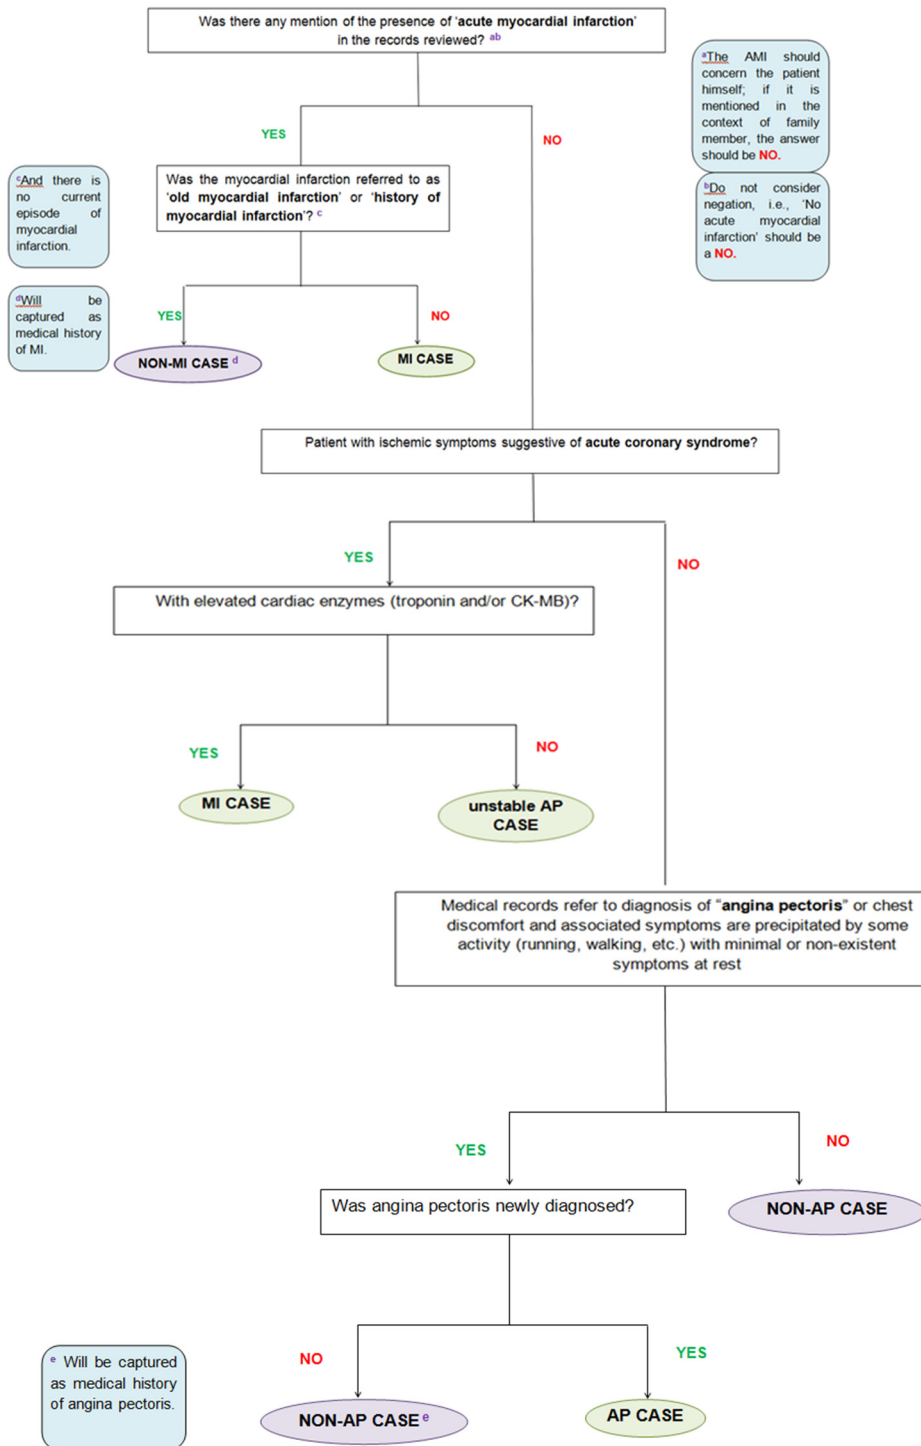 Was there any mention of the presence of ‘acute myocardial infarction’
in the records reviewed? ab
aThe AMI should
concern the patient
himself; if it is
mentioned in the
context of family
member, the answer
should be NO.
YES
NO
cAnd there is
no current
episode of
myocardial
infarction.
Was the myocardial infarction referred to as
‘old myocardial infarction’ or ‘history of
myocardial infarction’? c
bDo not consider
negation, i.e., ‘No
acute myocardial
infarction’ should be
a NO.
dWill be
captured as
medical history
of MI.
YES
NO
NON-MI CASE d
MI CASE
Patient with ischemic symptoms suggestive of acute coronary syndrome?
YES
NO
With elevated cardiac enzymes (troponin and/or CK-MB)?
YES
NO
MI CASE
unstable AP
CASE
Medical records refer to diagnosis of “angina pectoris” or chest
discomfort and associated symptoms are precipitated by some
activity (running, walking, etc.) with minimal or non-existent
symptoms at rest
YES
NO
Was angina pectoris newly diagnosed?
NON-AP CASE
NO
YES
e Will be captured
as medical history
of angina pectoris.
NON-AP CASE e
AP CASE